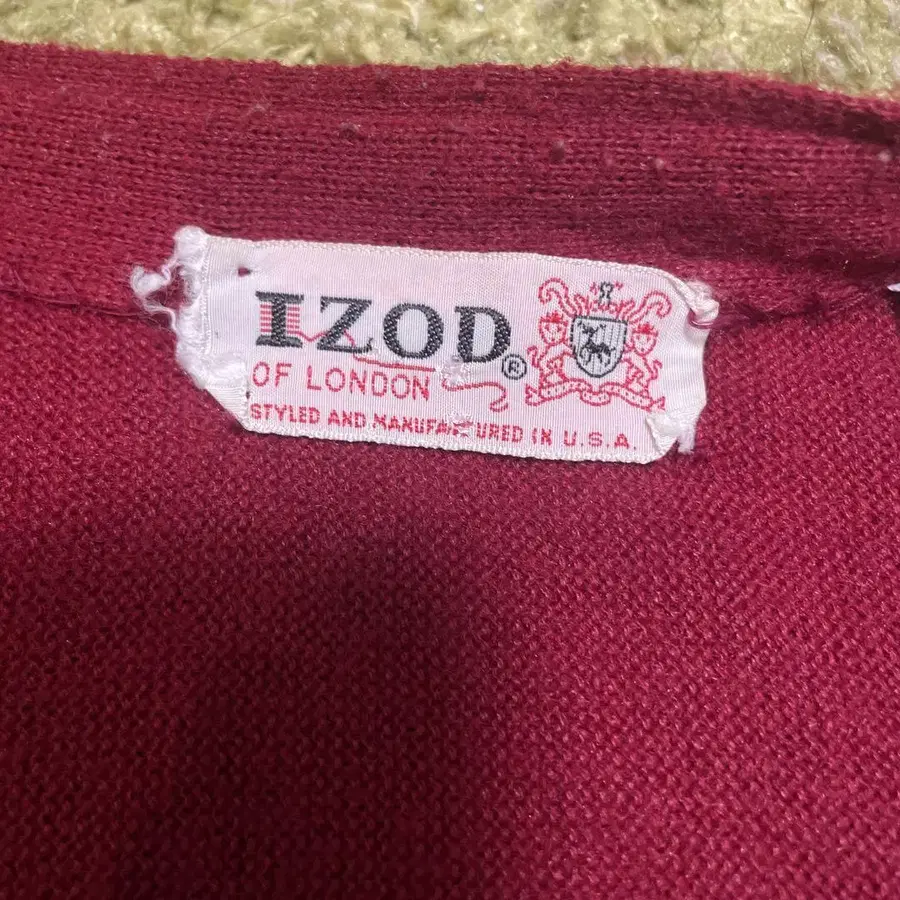 IZOD®
OF LONDON
STYLED AND MANUFACTURED IN U.S.A.